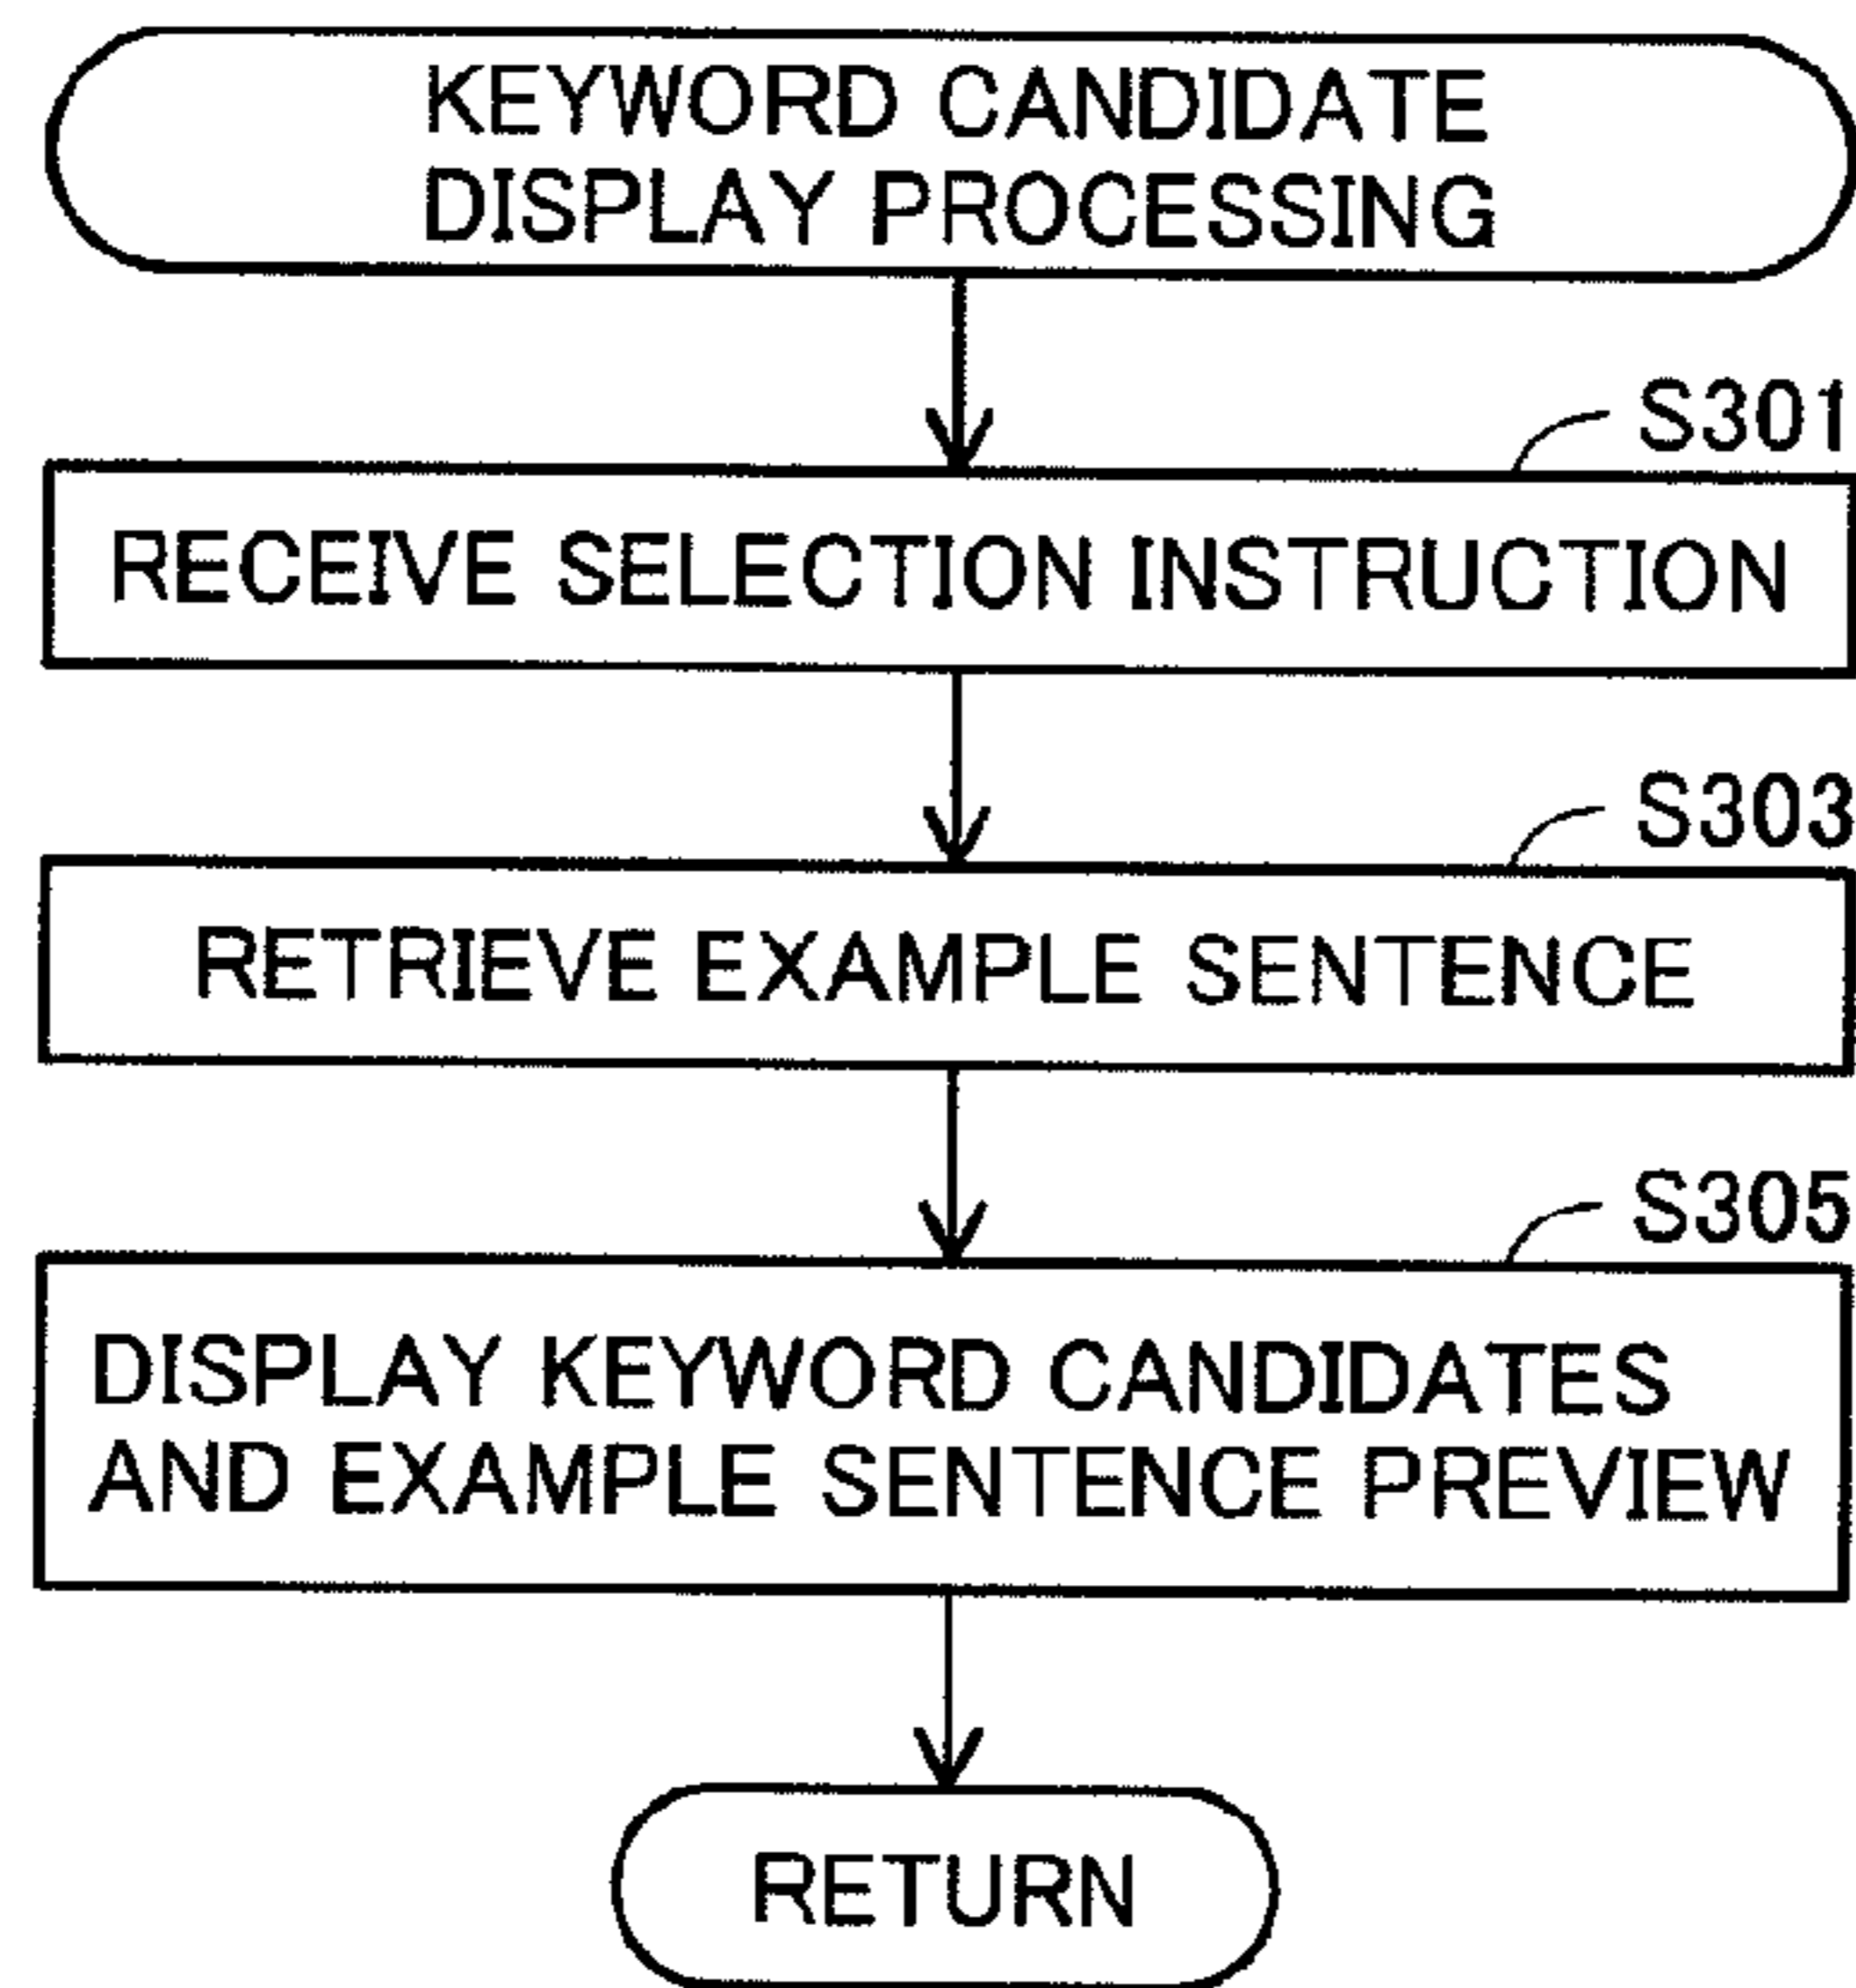 KEYWORD CANDIDATE
DISPLAY PROCESSING
S301
RECEIVE SELECTION INSTRUCTION
S303
RETRIEVE EXAMPLE SENTENCE
S305
DISPLAY KEYWORD CANDIDATES
AND EXAMPLE SENTENCE PREVIEW
RETURN